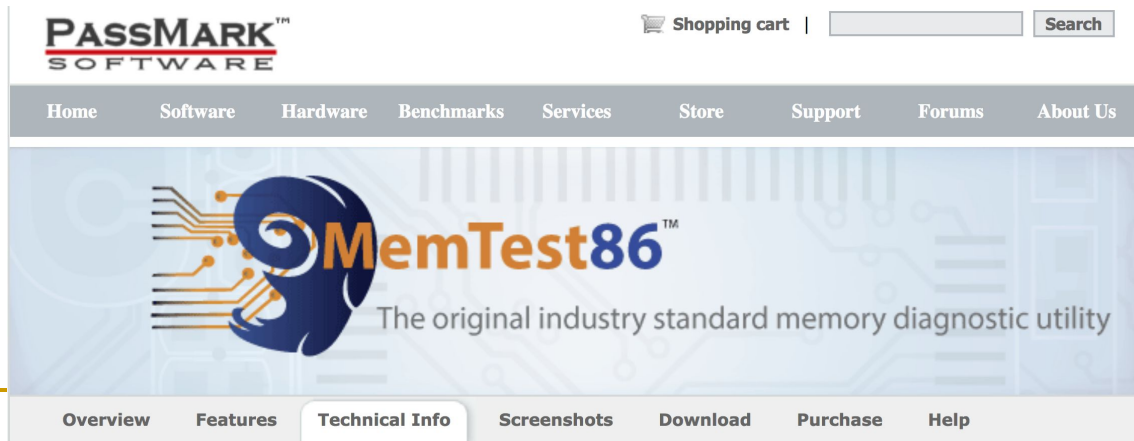 PASSMARK™
SOFTWARE
Shopping cart | Search
Home Software Hardware Benchmarks Services Store Support Forums About Us
MemTest86™
The original industry standard memory diagnostic utility
Overview Features Technical Info Screenshots Download Purchase Help